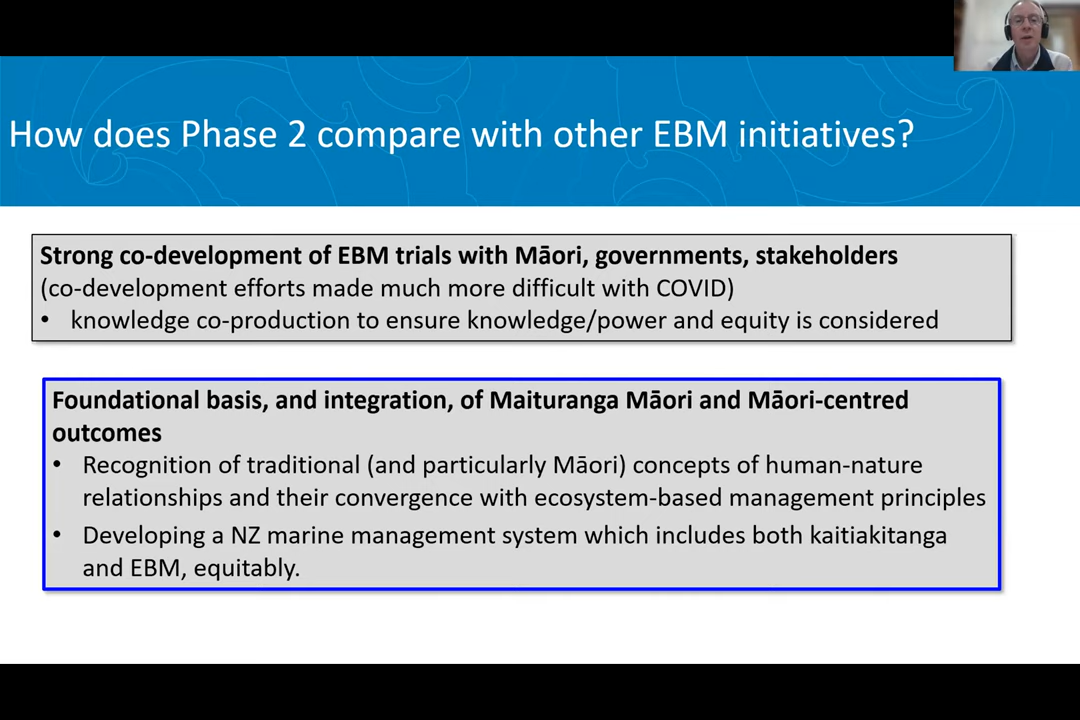 How does Phase 2 compare with other EBM initiatives?
Strong co-development of EBM trials with Māori, governments, stakeholders
(co-development efforts made much more difficult with COVID)
• knowledge co-production to ensure knowledge/power and equity is considered
Foundational basis, and integration, of Maituranga Māori and Māori-centred
outcomes
• Recognition of traditional (and particularly Māori) concepts of human-nature
relationships and their convergence with ecosystem-based management principles
• Developing a NZ marine management system which includes both kaitiakitanga
and EBM, equitably.